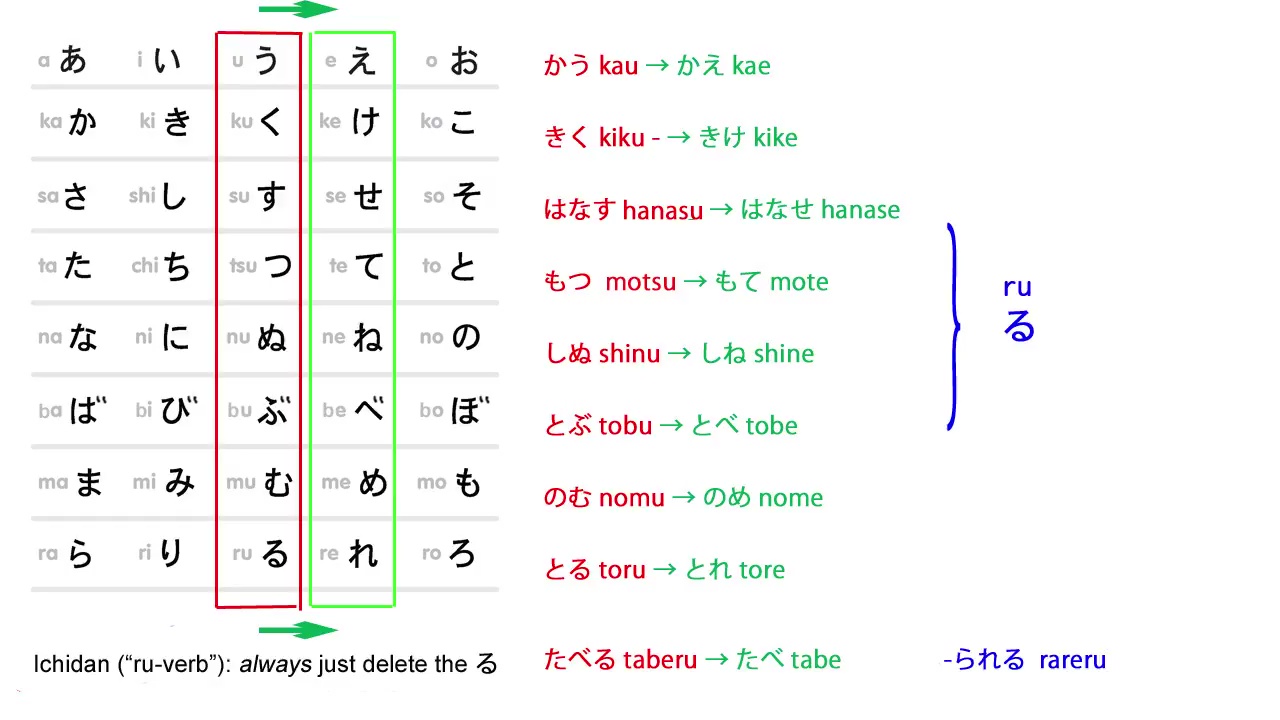 a あ i い u う e え o お
かう kau → かえ kae
ka か ki き ku く ke け ko こ
きく kiku - → きけ kike
sa さ shi し su す se せ so そ
はなす hanasu → はなせ hanase
ta た chi ち tsu つ te て to と
もつ motsu → もて mote
ru
る
na な ni に nu ぬ ne ね no の
しぬ shinu → しね shine
ba ば bi び bu ぶ be べ bo ぼ
とぶ tobu → とべ tobe
ma ま mi み mu む me め mo も
のむ nomu → のめ nome
ra ら ri り ru る re れ ro ろ
とる toru → とれ tore
Ichidan (“ru-verb”): always just delete the る
たべる taberu → たべ tabe
-られる rareru